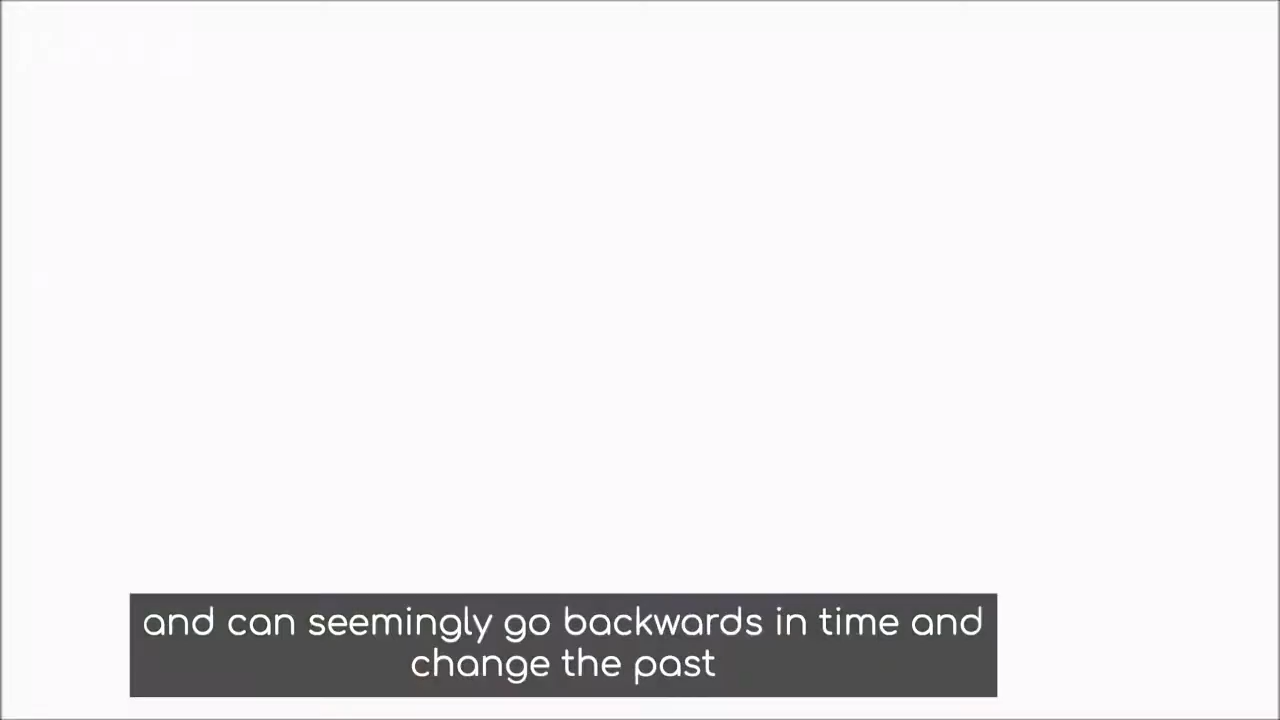 and can seemingly go backwards in time and
change the past